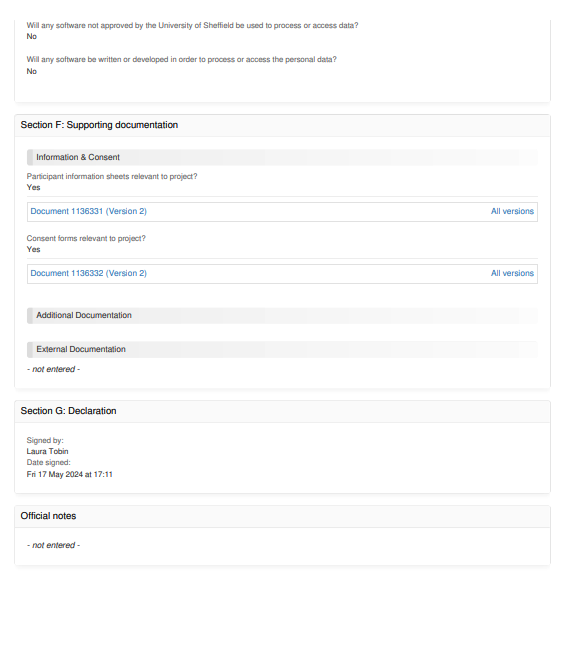 Will any software not approved by the University of Sheffield be used to process or access data?
No
Will any software be written or developed in order to process or access the personal data?
No
Section F: Supporting documentation
Information & Consent
Participant information sheets relevant to project?
Yes
Document 1136331 (Version 2) All versions
Consent forms relevant to project?
Yes
Document 1136332 (Version 2) All versions
Additional Documentation
External Documentation
- not entered -
Section G: Declaration
Signed by:
Laura Tobin
Date signed:
Fri 17 May 2024 at 17:11
Official notes
- not entered -